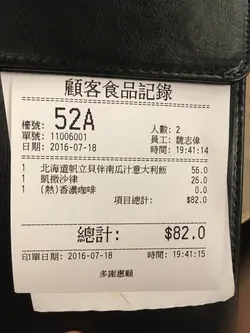 顧客食品記錄
檯號: 52A 人數: 2
單號: 11006001 員工: 魏志偉
日期: 2016-07-18 時間: 19:41:14
1 北海道帆立貝伴南瓜汁意大利飯 56.0
1 凱撒沙律 26.0
1 (熱)香濃咖啡 0.0
項目總計: $82.0
總計: $82.0
印單日期: 2016-07-18 時間: 19:41:15
多謝惠顧